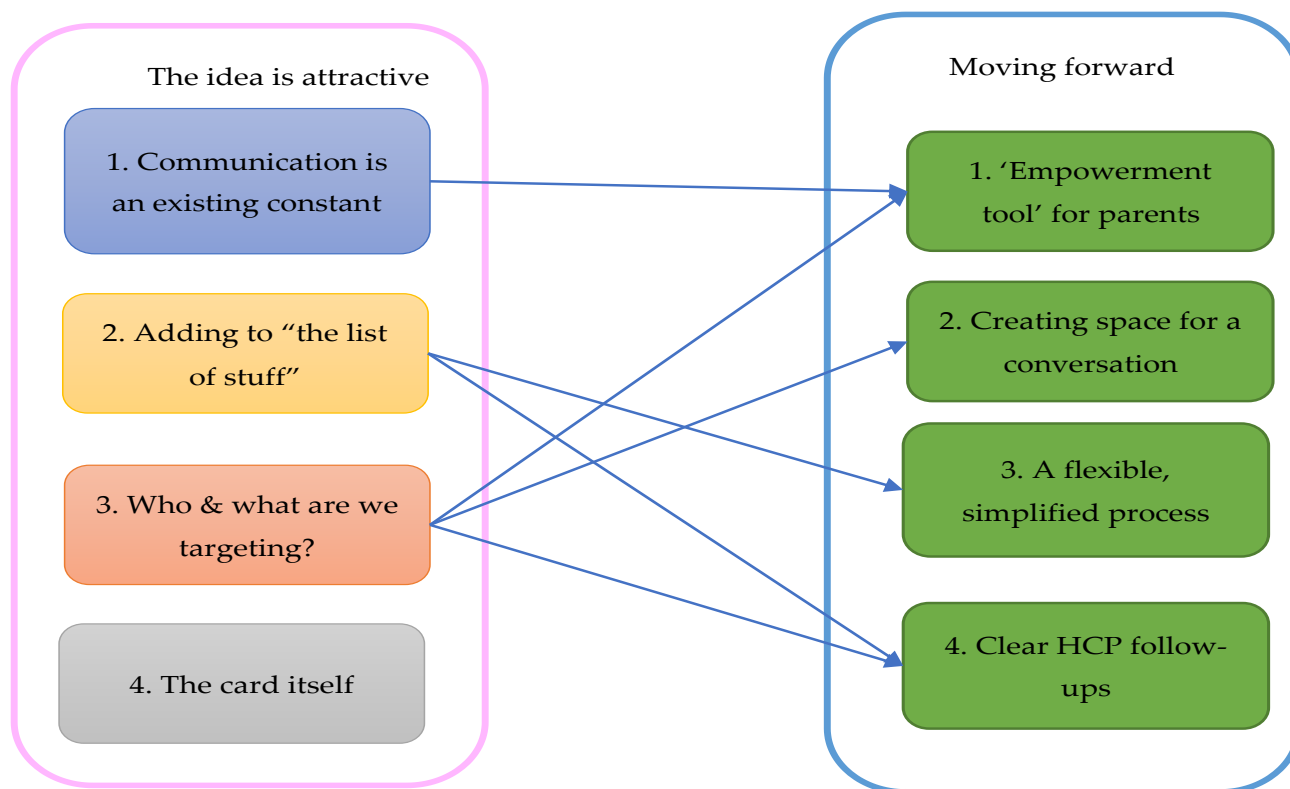 The idea is attractive
1. Communication is
an existing constant
2. Adding to “the list
of stuff”
3. Who & what are we
targeting?
4. The card itself
Moving forward
1. ‘Empowerment
tool’ for parents
2. Creating space for a
conversation
3. A flexible,
simplified process
4. Clear HCP follow-
ups